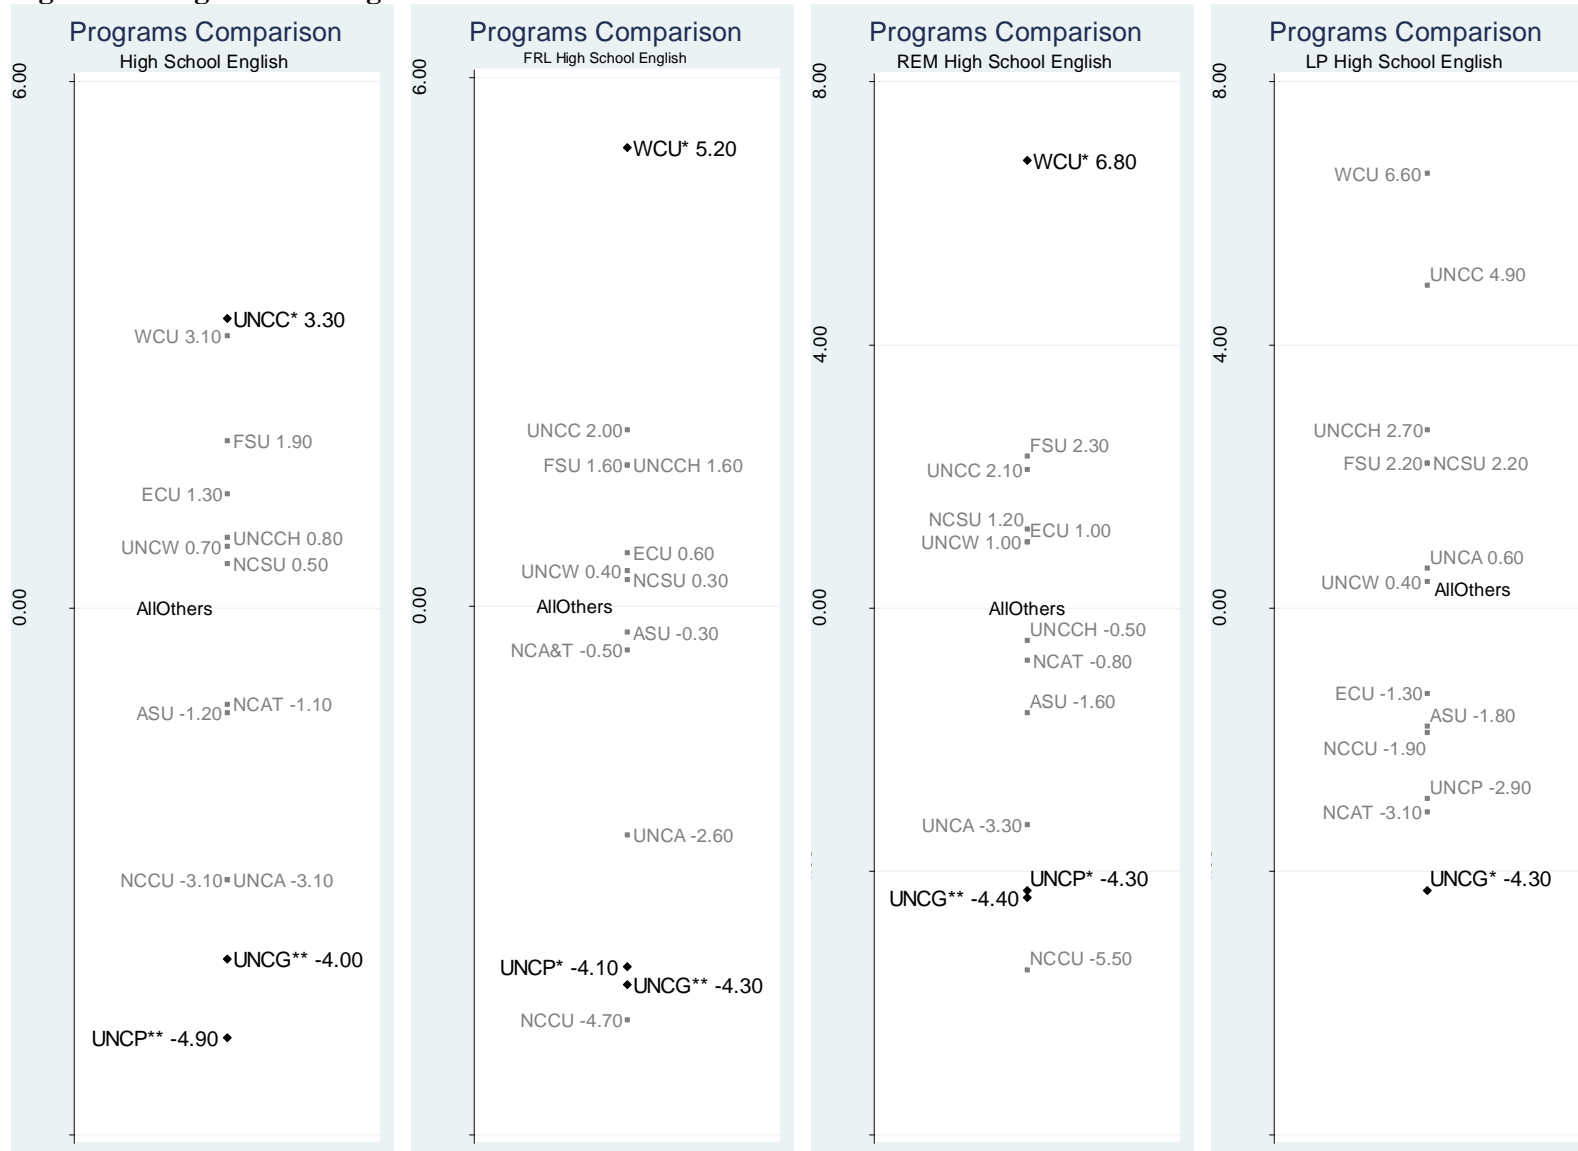 Programs Comparison
High School English
6.00
UNCC* 3.30
WCU 3.10
FSU 1.90
ECU 1.30
UNCCH 0.80
UNCW 0.70
NCSU 0.50
0.00
AllOthers
NCAT -1.10
ASU -1.20
NCCU -3.10 UNCA -3.10
UNCG** -4.00
UNCP** -4.90
Programs Comparison
FRL High School English
6.00
WCU* 5.20
UNCC 2.00
FSU 1.60 UNCCH 1.60
ECU 0.60
UNCW 0.40
NCSU 0.30
0.00
AllOthers
ASU -0.30
NCA&T -0.50
UNCA -2.60
UNCP* -4.10
UNCG** -4.30
NCCU -4.70
Programs Comparison
REM High School English
8.00
WCU* 6.80
4.00
FSU 2.30
UNCC 2.10
NCSU 1.20
ECU 1.00
UNCW 1.00
0.00
AllOthers
UNCCH -0.50
NCAT -0.80
ASU -1.60
UNCA -3.30
UNCP* -4.30
UNCG** -4.40
NCCU -5.50
Programs Comparison
LP High School English
8.00
WCU 6.60
UNCC 4.90
4.00
UNCCH 2.70
FSU 2.20 NCSU 2.20
UNCA 0.60
UNCW 0.40
AllOthers
0.00
ECU -1.30
ASU -1.80
NCCU -1.90
UNCP -2.90
NCAT -3.10
UNCG* -4.30